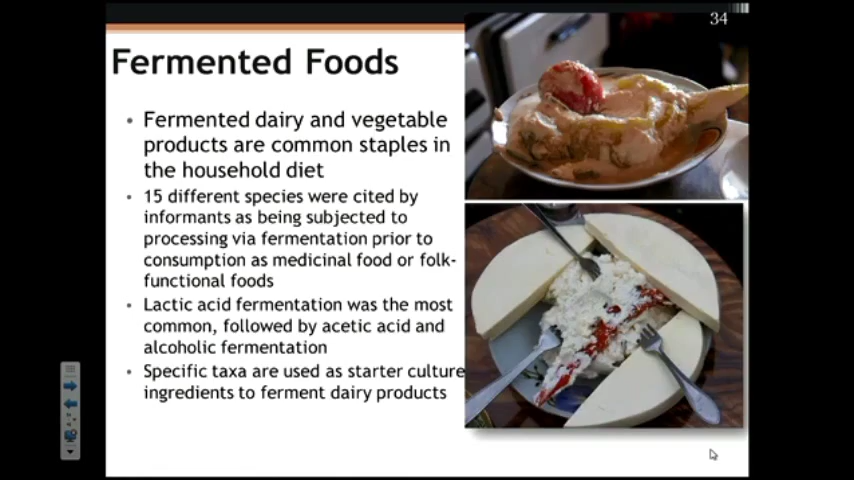 34
Fermented Foods
• Fermented dairy and vegetable
products are common staples in
the household diet
• 15 different species were cited by
informants as being subjected to
processing via fermentation prior to
consumption as medicinal food or folk-
functional foods
• Lactic acid fermentation was the most
common, followed by acetic acid and
alcoholic fermentation
• Specific taxa are used as starter culture
ingredients to ferment dairy products